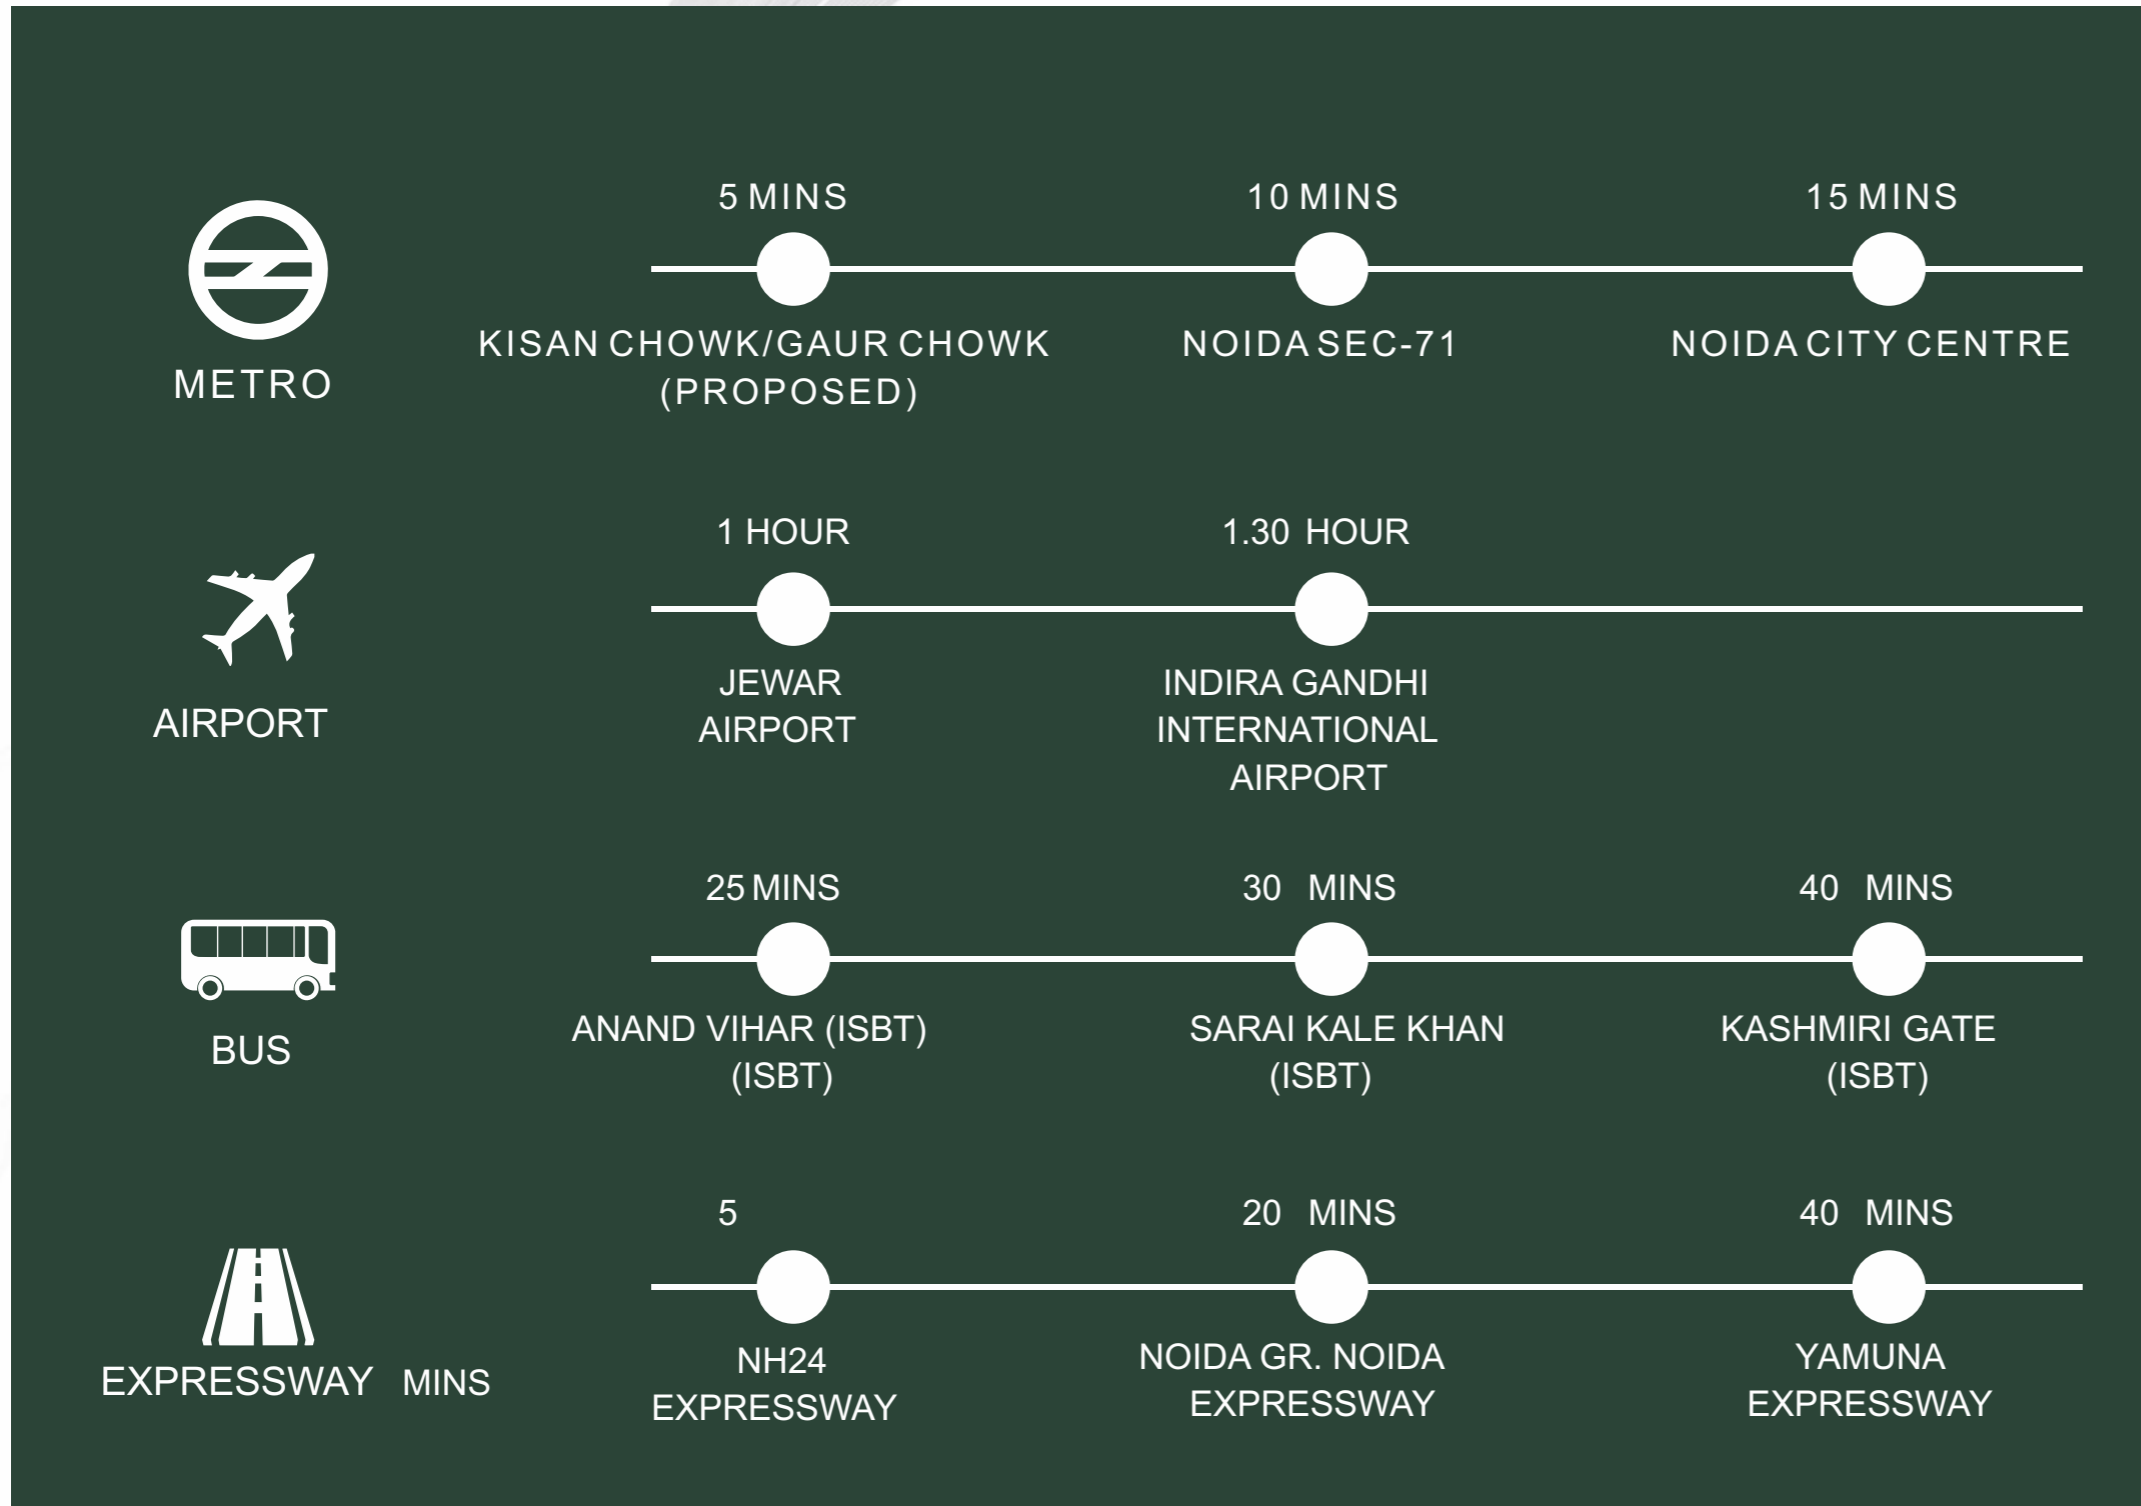 5 MINS 10 MINS 15 MINS
METRO
KISAN CHOWK/GAUR CHOWK NOIDA SEC-71 NOIDA CITY CENTRE
(PROPOSED)
1 HOUR 1.30 HOUR
AIRPORT
JEWAR INDIRA GANDHI
AIRPORT INTERNATIONAL
AIRPORT
25 MINS 30 MINS 40 MINS
BUS
ANAND VIHAR (ISBT) SARAI KALE KHAN KASHMIRI GATE
(ISBT) (ISBT) (ISBT)
5 20 MINS 40 MINS
EXPRESSWAY MINS
NH24 NOIDA GR. NOIDA YAMUNA
EXPRESSWAY EXPRESSWAY EXPRESSWAY